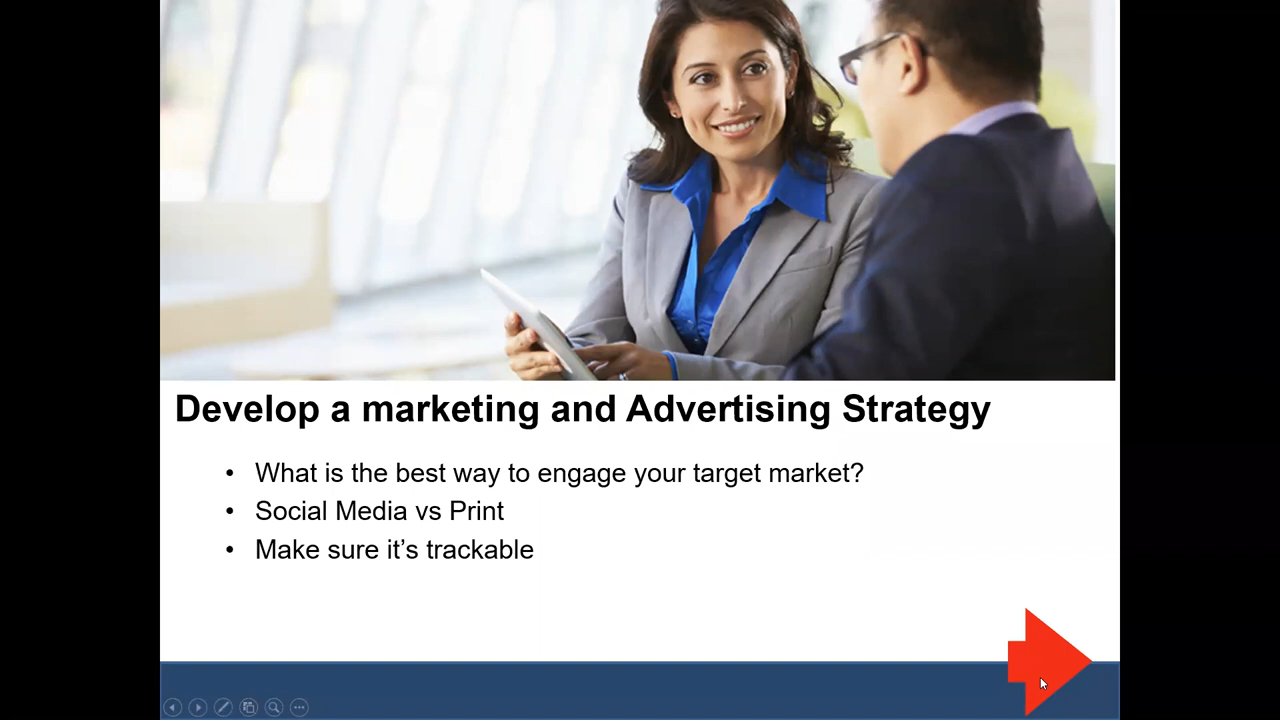 Develop a marketing and Advertising Strategy
• What is the best way to engage your target market?
• Social Media vs Print
• Make sure it’s trackable